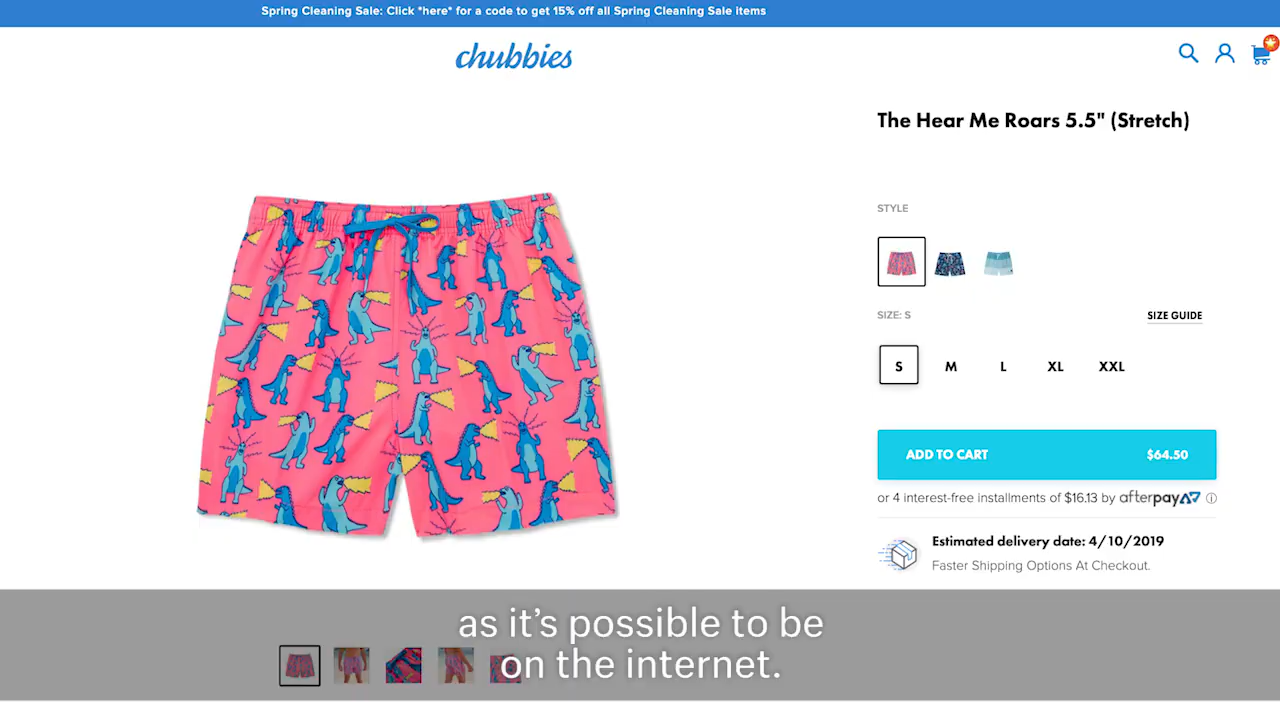 Spring Cleaning Sale: Click *here* for a code to get 15% off all Spring Cleaning Sale items
chubbies
The Hear Me Roars 5.5" (Stretch)
STYLE
SIZE: S
SIZE GUIDE
S M L XL XXL
ADD TO CART $64.50
or 4 interest-free installments of $16.13 by afterpay
Estimated delivery date: 4/10/2019
Faster Shipping Options At Checkout.
as it’s possible to be
on the internet.